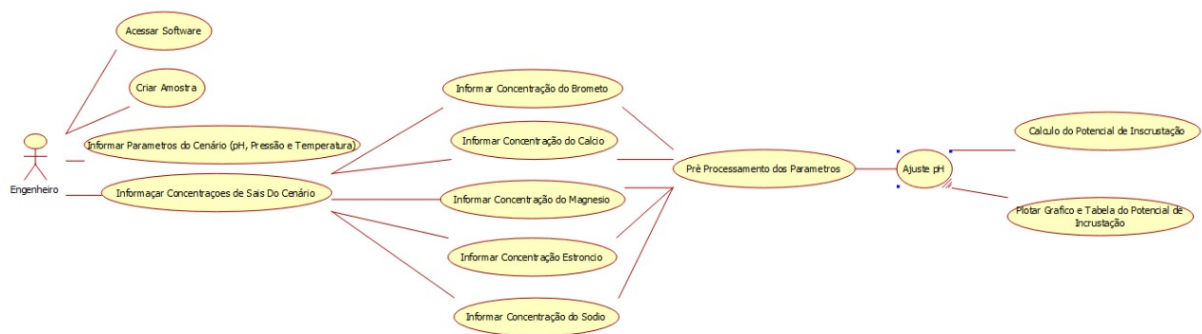 Acessar Software
Criar Amostra
Informar Parametros do Cenário (pH, Pressão e Temperatura)
Engenheiro
Informaçar Concentraçoes de Sais Do Cenário
Informar Concentração do Brometo
Informar Concentração do Calcio
Informar Concentração do Magnesio
Informar Concentração Estroncio
Informar Concentração do Sodio
Prè Processamento dos Parametros
Ajuste pH
Calculo do Potencial de Inscrustação
Plotar Grafico e Tabela do Potencial de
Incrustação